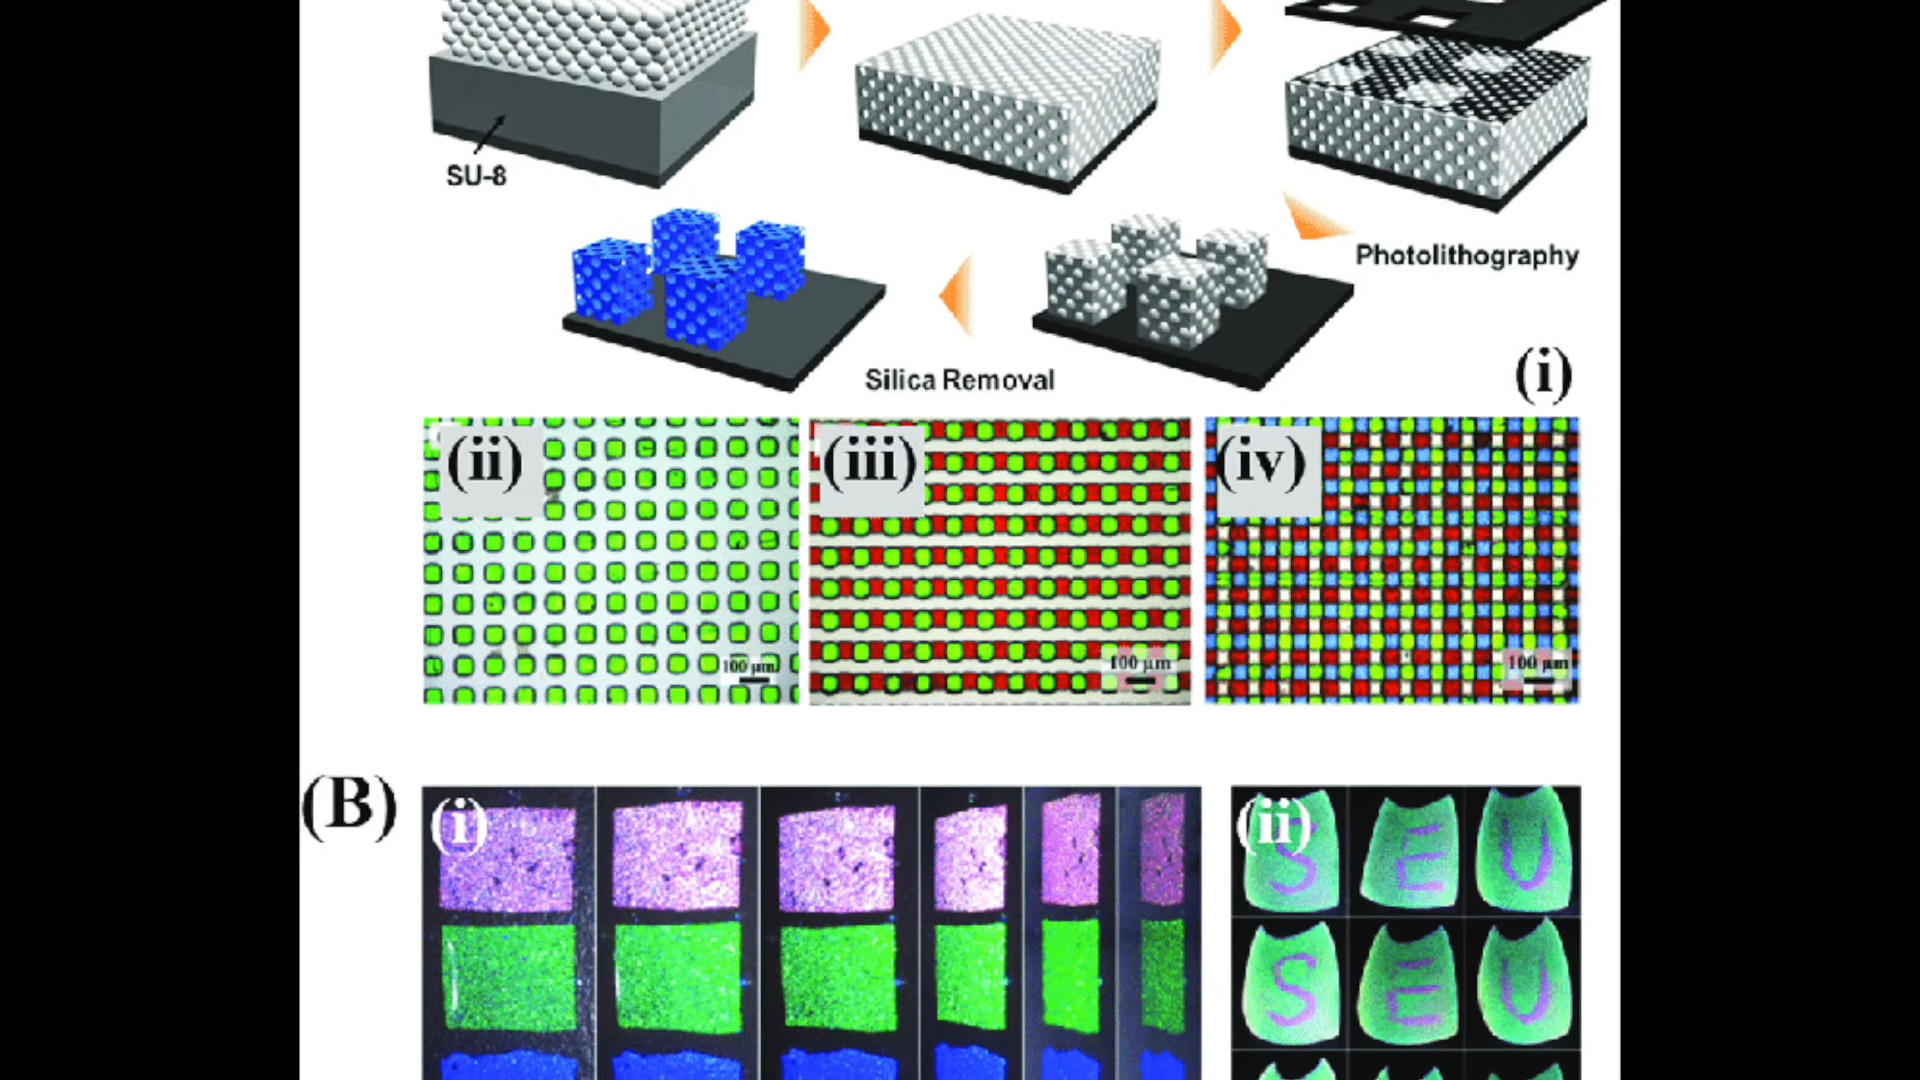 SU-8
Photolithography
Silica Removal
(i)
(ii)
(iii)
(iv)
100 μm
100 μm
100 μm
(B)
(i)
(ii)
S E U
S E U